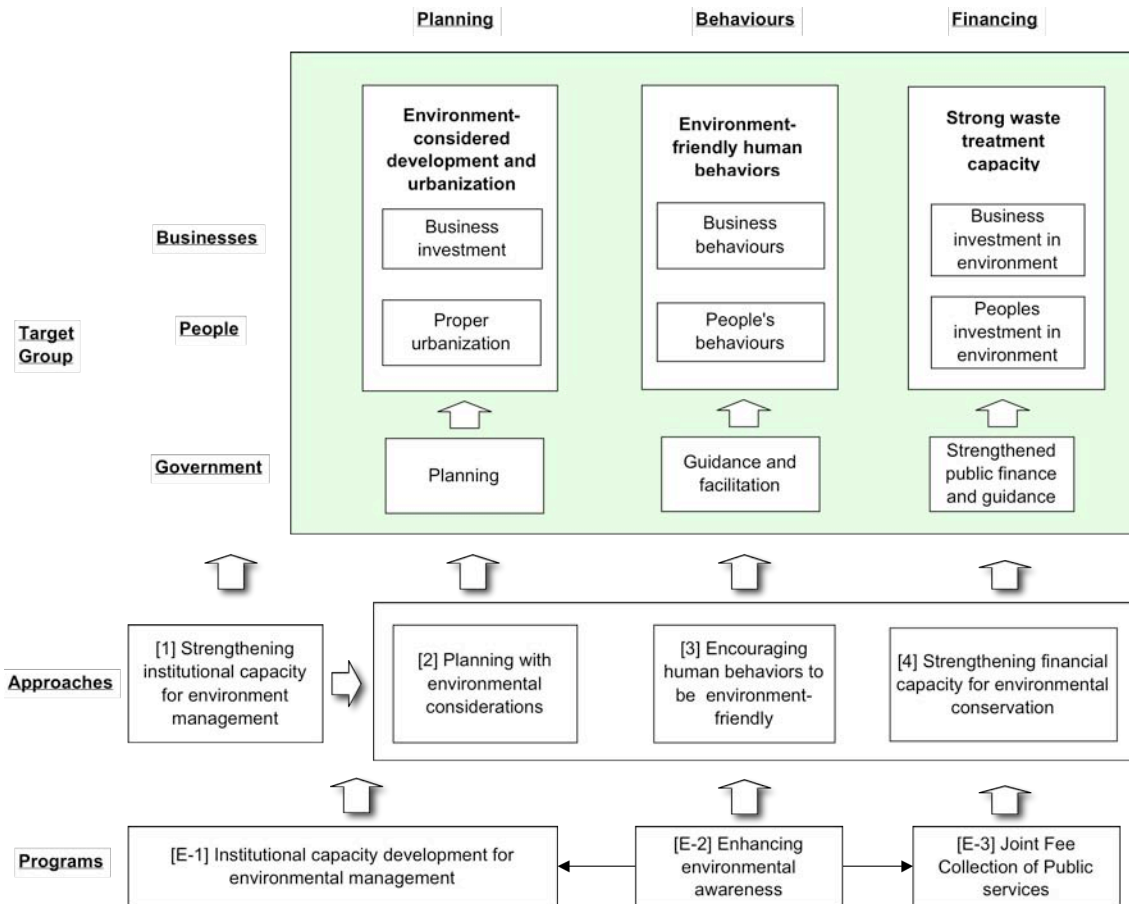 Planning
Behaviours
Financing
Environment-
considered
development and
urbanization
Environment-
friendly human
behaviors
Strong waste
treatment
capacity
Businesses
Business
investment
Business
behaviours
Business
investment in
environment
Target
Group
People
Proper
urbanization
People's
behaviours
Peoples
investment in
environment
Government
Planning
Guidance and
facilitation
Strengthened
public finance
and guidance
Approaches
[1] Strengthening
institutional capacity
for environment
management
[2] Planning with
environmental
considerations
[3] Encouraging
human behaviors to
be environment-
friendly
[4] Strengthening financial
capacity for environmental
conservation
Programs
[E-1] Institutional capacity development for
environmental management
[E-2] Enhancing
environmental
awareness
[E-3] Joint Fee
Collection of Public
services